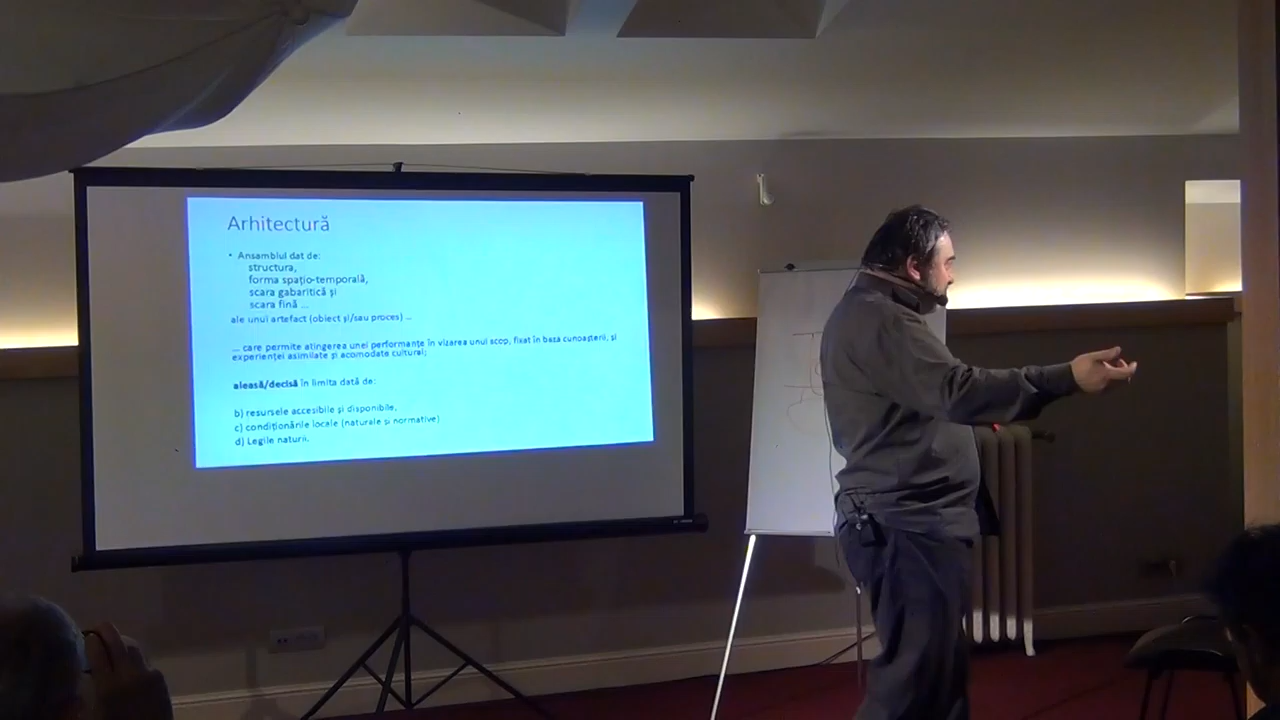 Arhitectură
• Ansamblul dat de:
structura,
forma spațio-temporală,
scara gabaritică și
scara fină ...
ale unui artefact (obiect și/sau proces) ...
... care permite atingerea unei performanțe în vizarea unui scop, fixat în baza cunoașterii, și
experienței asimilate și acomodate cultural;
aleasă/decisă în limita dată de:
b) resursele accesibile și disponibile,
c) condiționările locale (naturale și normative)
d) Legile naturii.